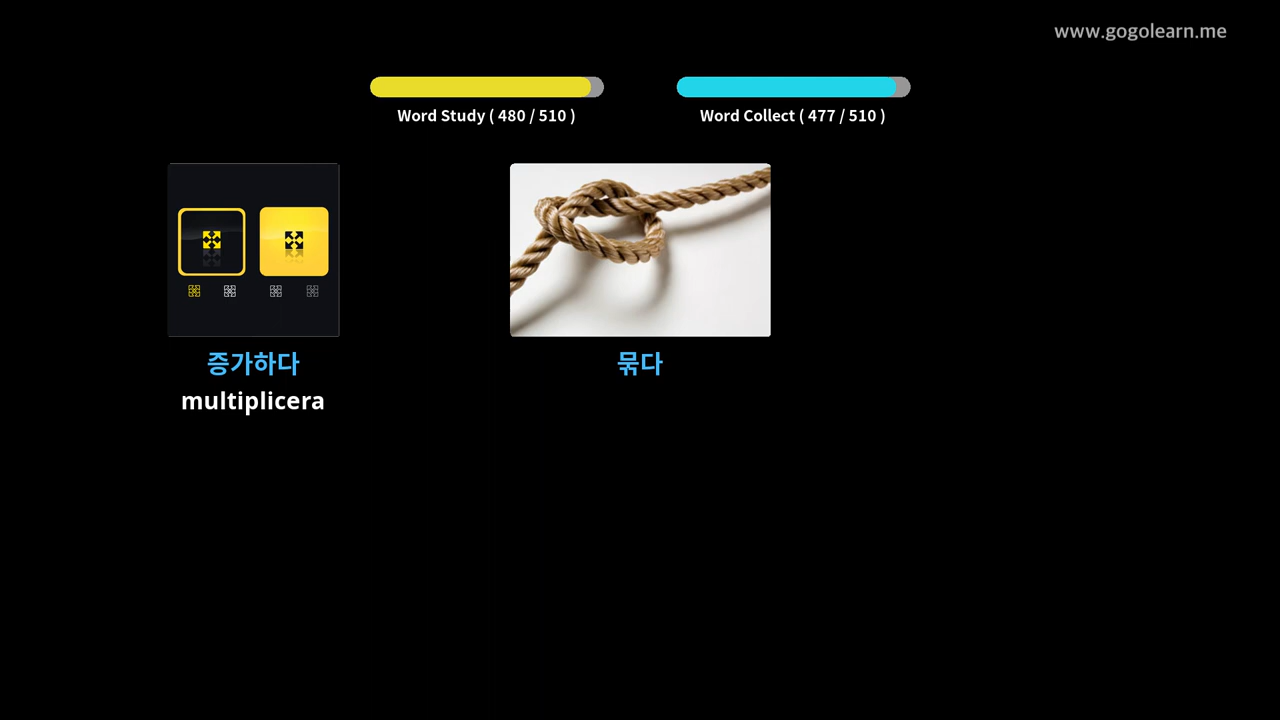 www.gogolearn.me
Word Study ( 480 / 510 )
Word Collect ( 477 / 510 )
증가하다
multiplicera
묶다